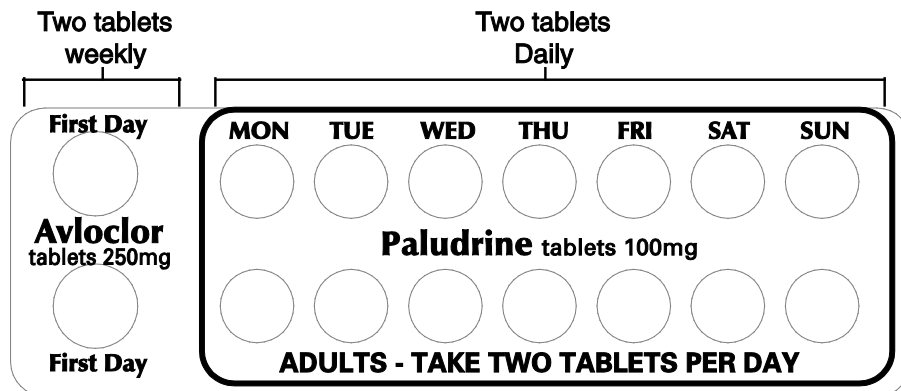 Two tablets
weekly
Two tablets
Daily
First Day
Avloclor
tablets 250mg
First Day
MON TUE WED THU FRI SAT SUN
Paludrine tablets 100mg
ADULTS - TAKE TWO TABLETS PER DAY